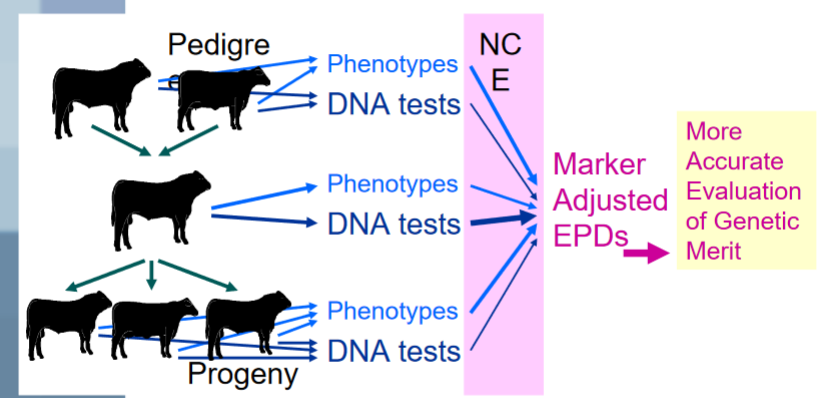 Pedigre
e
Phenotypes
DNA tests
NC
E
Phenotypes
DNA tests
Phenotypes
DNA tests
Progeny
Marker
Adjusted
EPDs
More
Accurate
Evaluation
of Genetic
Merit